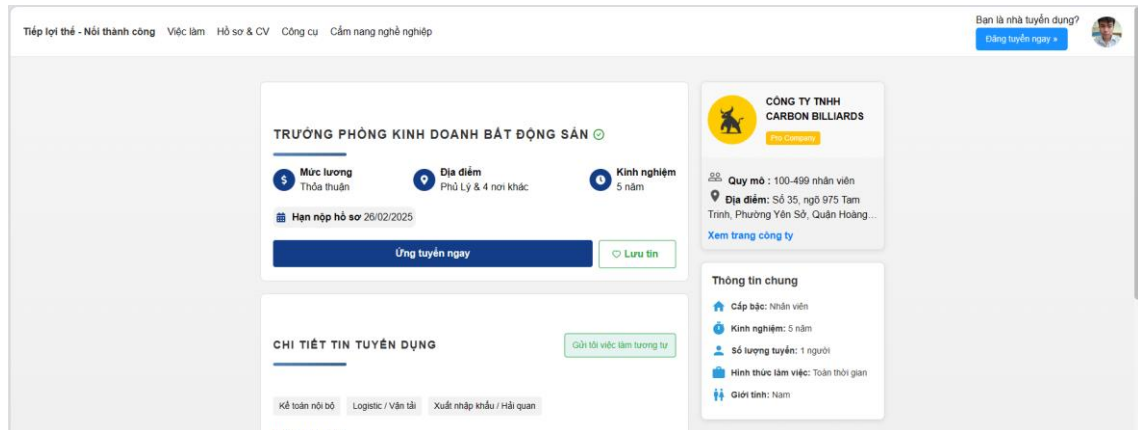 Tiếp lợi thế - Nối thành công Việc làm Hồ sơ & CV Công cụ Cẩm nang nghề nghiệp
Bạn là nhà tuyển dụng?
Đăng tuyển ngay »
TRƯỞNG PHÒNG KINH DOANH BẤT ĐỘNG SẢN
Mức lương
Thỏa thuận
Địa điểm
Phủ Lý & 4 nơi khác
Kinh nghiệm
5 năm
Hạn nộp hồ sơ 26/02/2025
Ứng tuyển ngay
Lưu tin
CHI TIẾT TIN TUYỂN DỤNG
Gửi tôi việc làm tương tự
Kế toán nội bộ Logistic / Vận tải Xuất nhập khẩu / Hải quan
CÔNG TY TNHH
CARBON BILLIARDS
Pro Company
Quy mô : 100-499 nhân viên
Địa điểm: Số 35, ngõ 975 Tam
Trinh, Phường Yên Sở, Quận Hoàng...
Xem trang công ty
Thông tin chung
Cấp bậc: Nhân viên
Kinh nghiệm: 5 năm
Số lượng tuyển: 1 người
Hình thức làm việc: Toàn thời gian
Giới tính: Nam